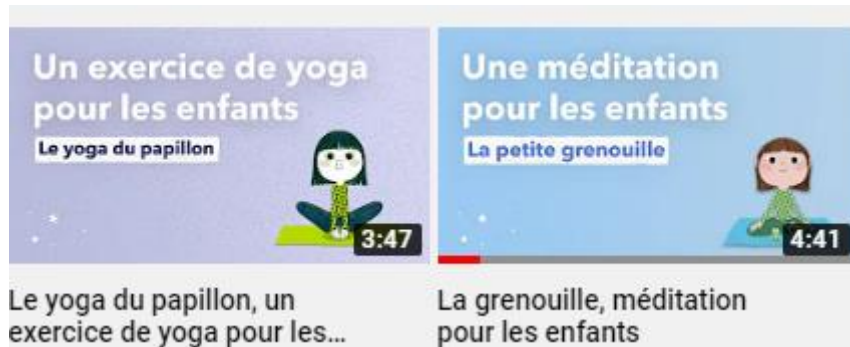 Un exercice de yoga
pour les enfants
Le yoga du papillon
3:47
Le yoga du papillon, un
exercice de yoga pour les...
Une méditation
pour les enfants
La petite grenouille
4:41
La grenouille, méditation
pour les enfants